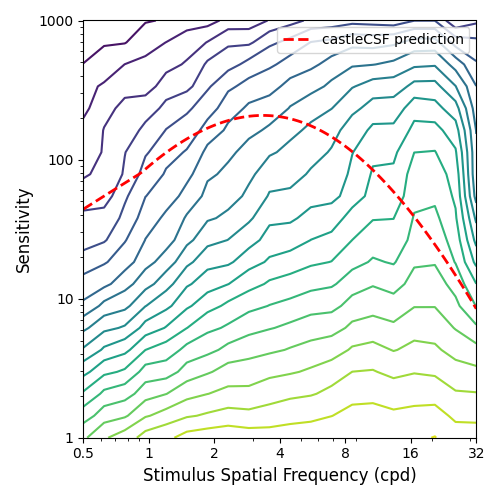 1000
castleCSF prediction
100
10
1
Sensitivity
0.5 1 2 4 8 16 32
Stimulus Spatial Frequency (cpd)